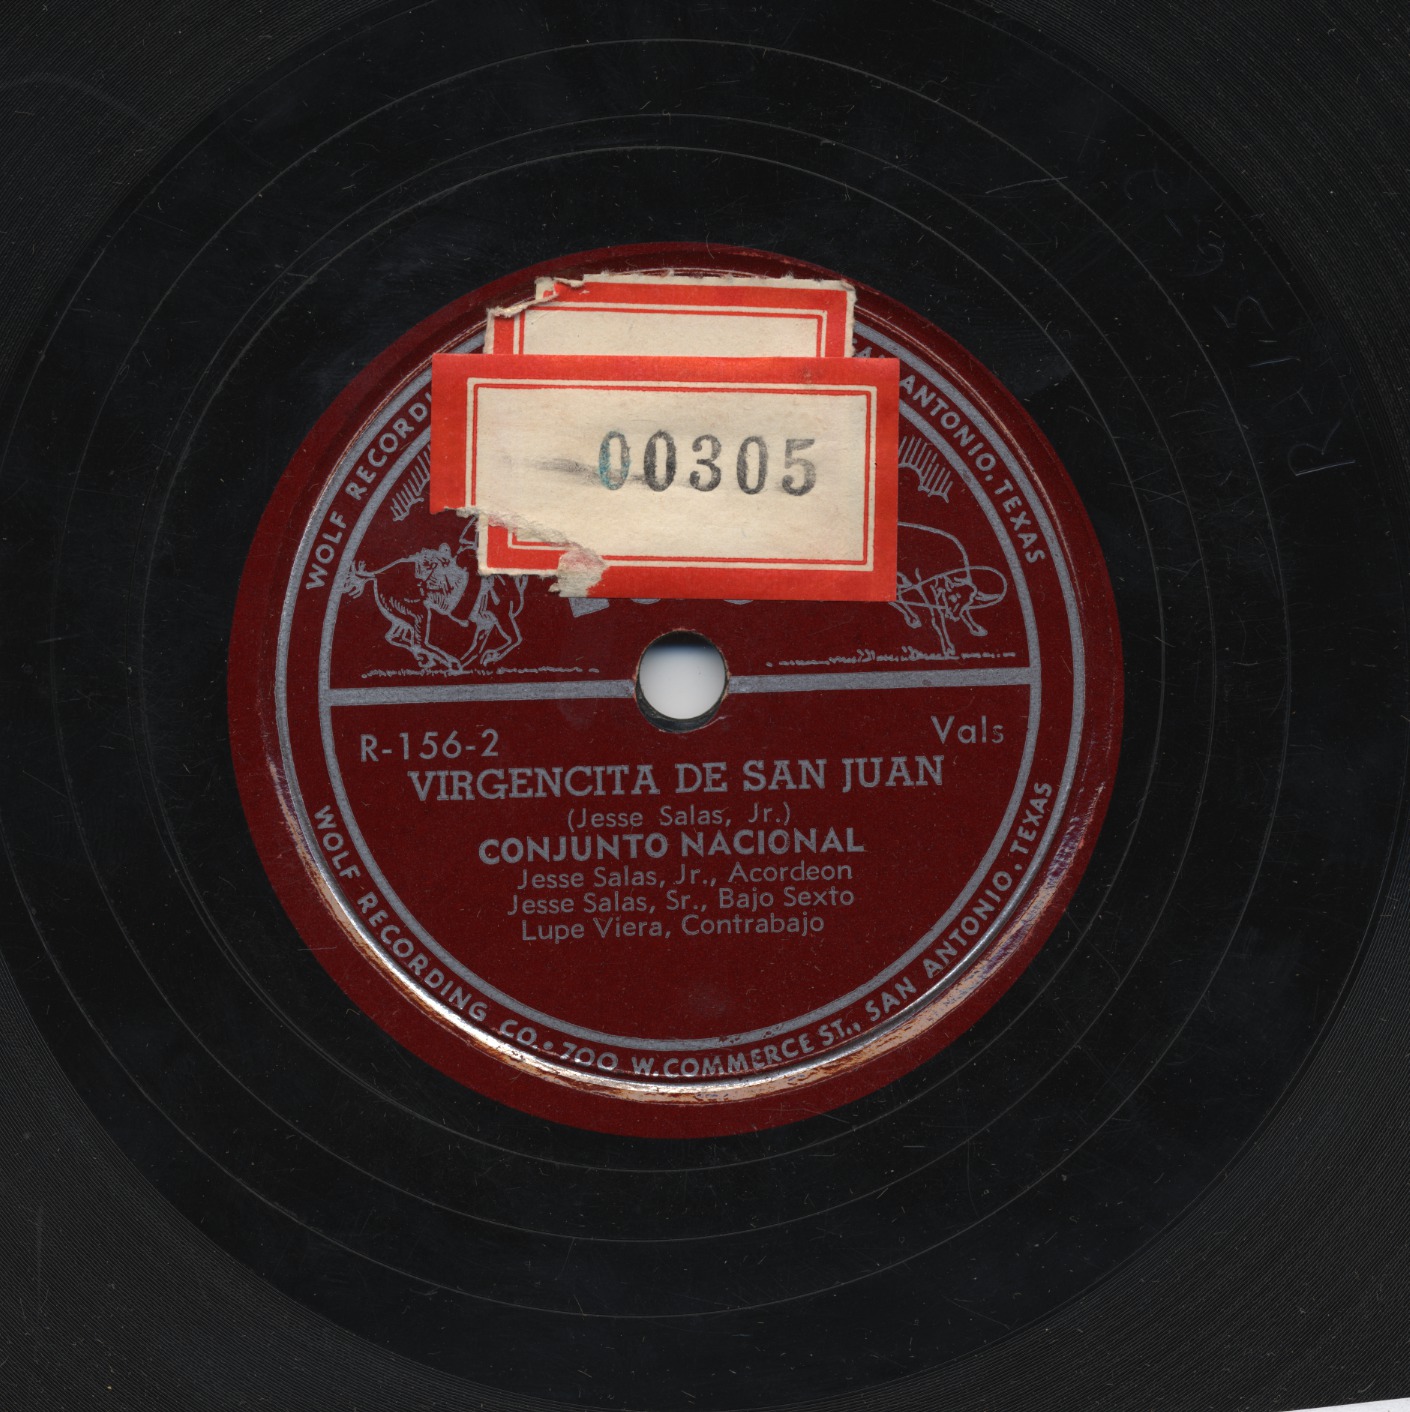 WOLF RECORDI
SAN ANTONIO, TEXAS
00305
R-156-2
Vals
VIRGENCITA DE SAN JUAN
(Jesse Salas, Jr.)
CONJUNTO NACIONAL
Jesse Salas, Jr., Acordeon
Jesse Salas, Sr., Bajo Sexto
Lupe Viera, Contrabajo
WOLF RECORDING CO. • 700 W. COMMERCE ST., SAN ANTONIO, TEXAS